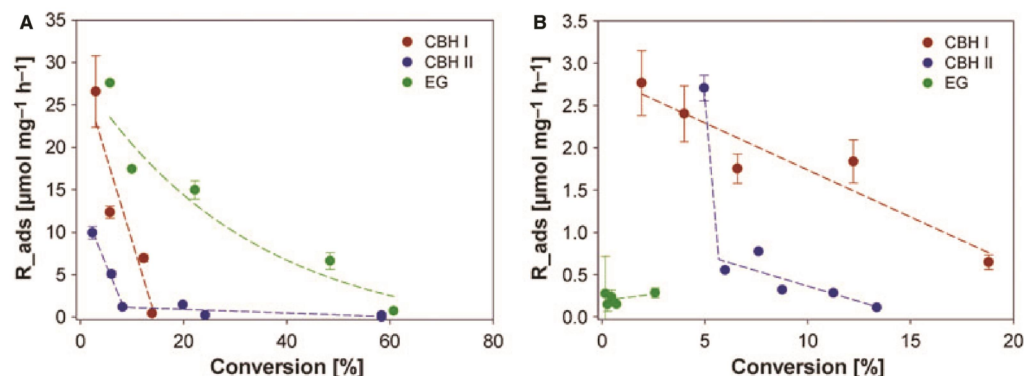 A
R_ads [µmol mg⁻¹ h⁻¹]
35
30
25
20
15
10
5
0
CBH I
CBH II
EG
0 20 40 60 80
Conversion [%]
B
R_ads [µmol mg⁻¹ h⁻¹]
3.5
3.0
2.5
2.0
1.5
1.0
0.5
0.0
CBH I
CBH II
EG
0 5 10 15 20
Conversion [%]